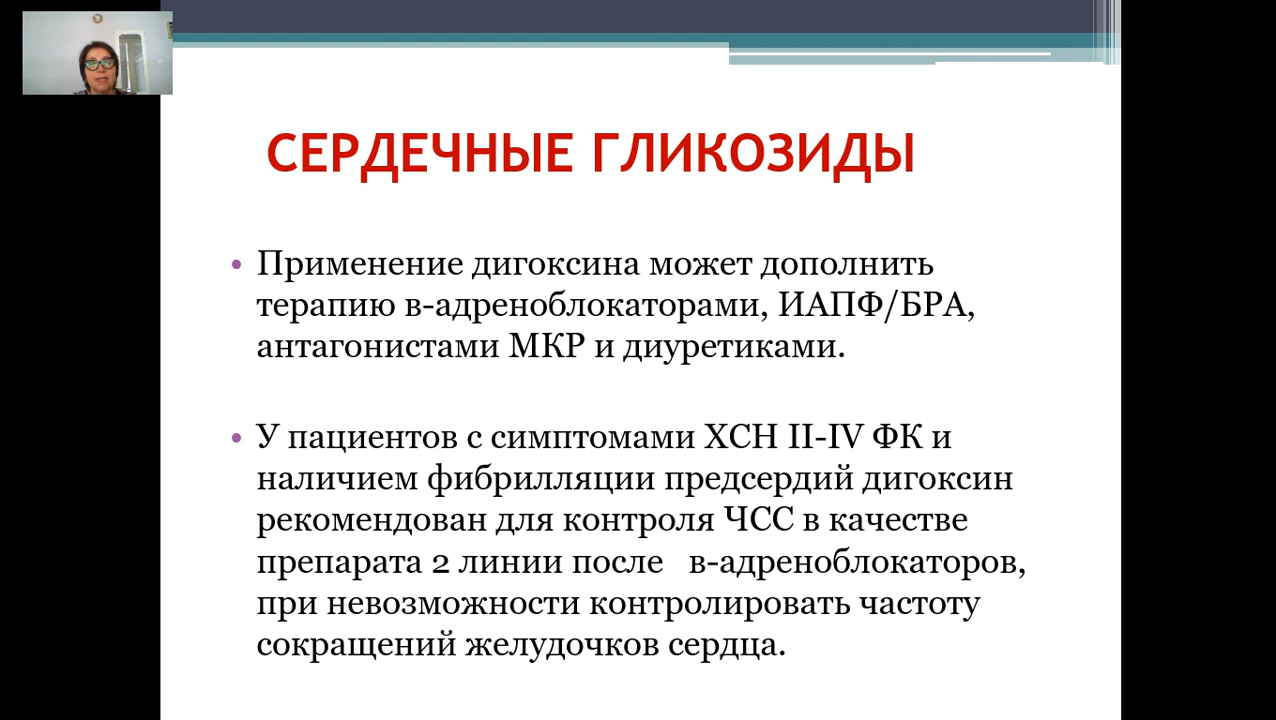 СЕРДЕЧНЫЕ ГЛИКОЗИДЫ
• Применение дигоксина может дополнить
терапию в-адреноблокаторами, ИАПФ/БРА,
антагонистами МКР и диуретиками.
• У пациентов с симптомами ХСН II-IV ФК и
наличием фибрилляции предсердий дигоксин
рекомендован для контроля ЧСС в качестве
препарата 2 линии после в-адреноблокаторов,
при невозможности контролировать частоту
сокращений желудочков сердца.